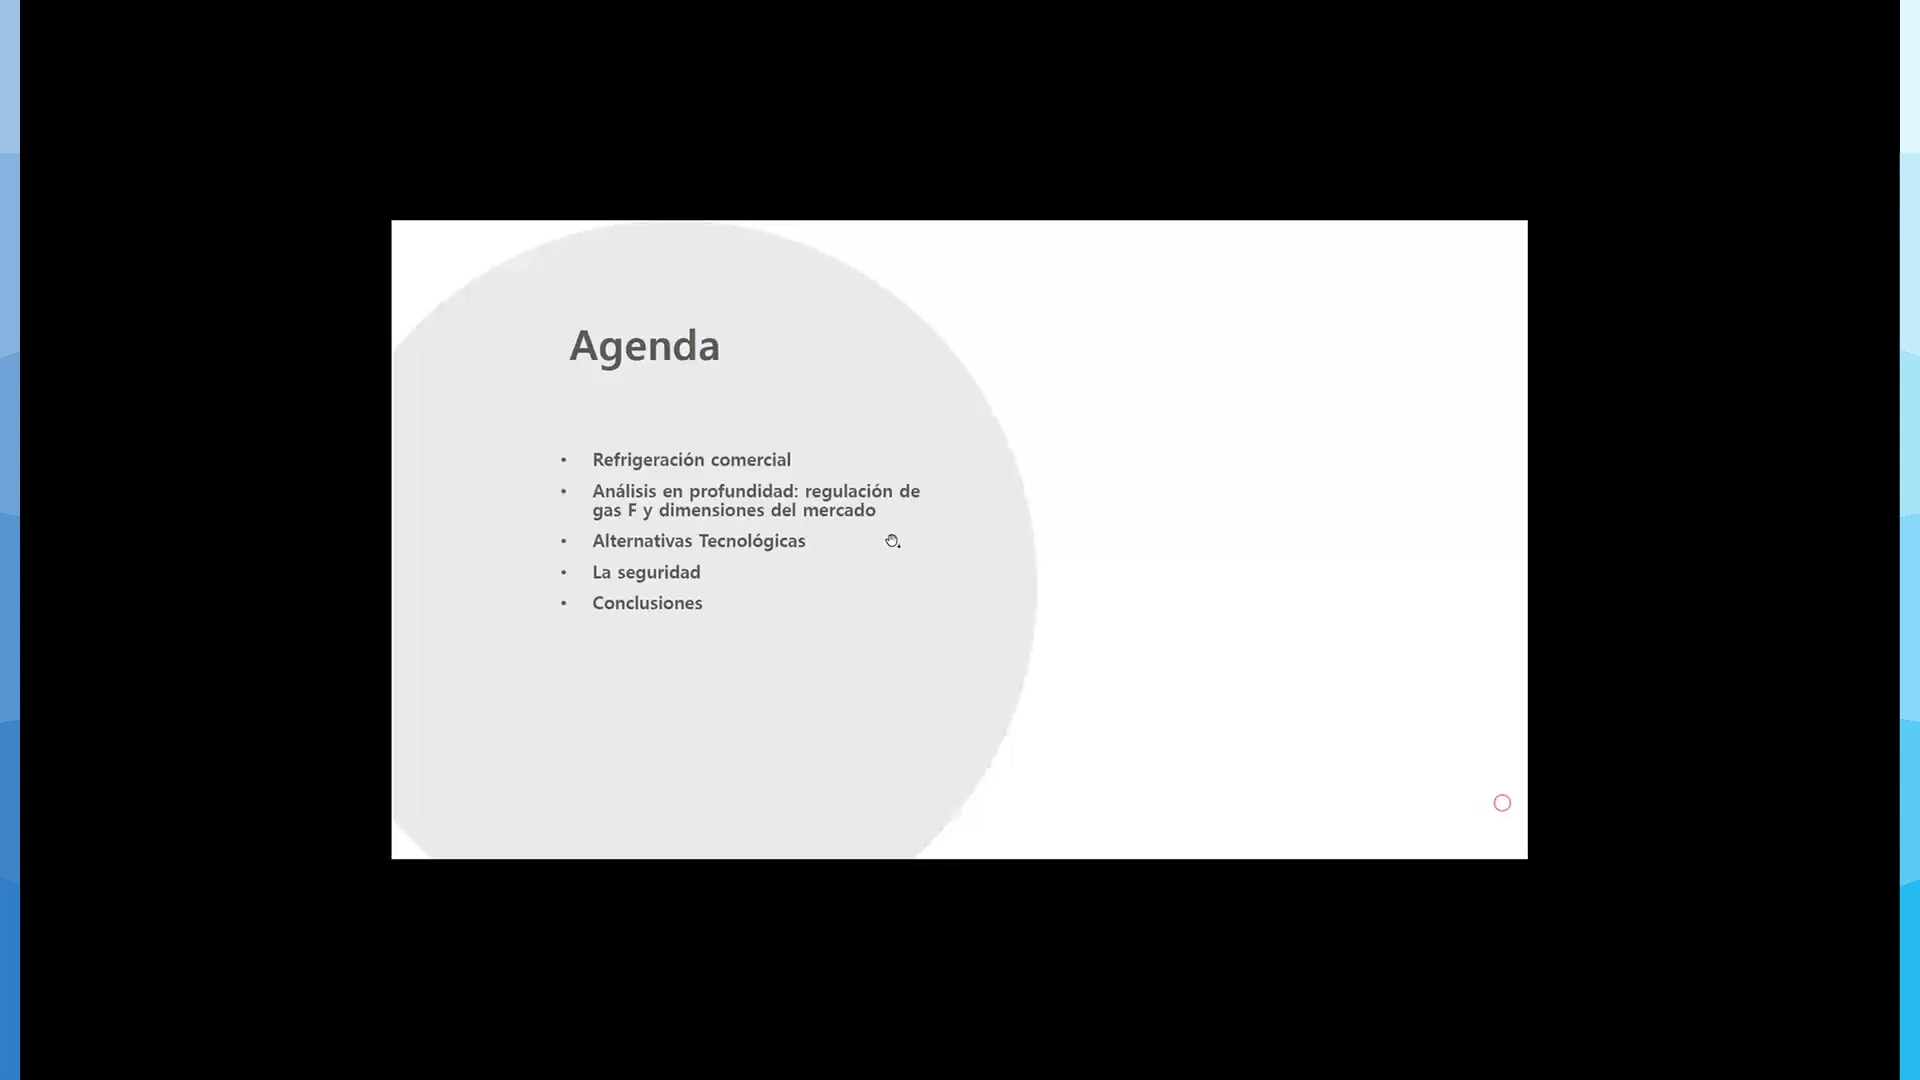 Agenda
• Refrigeración comercial
• Análisis en profundidad: regulación de
gas F y dimensiones del mercado
• Alternativas Tecnológicas
• La seguridad
• Conclusiones